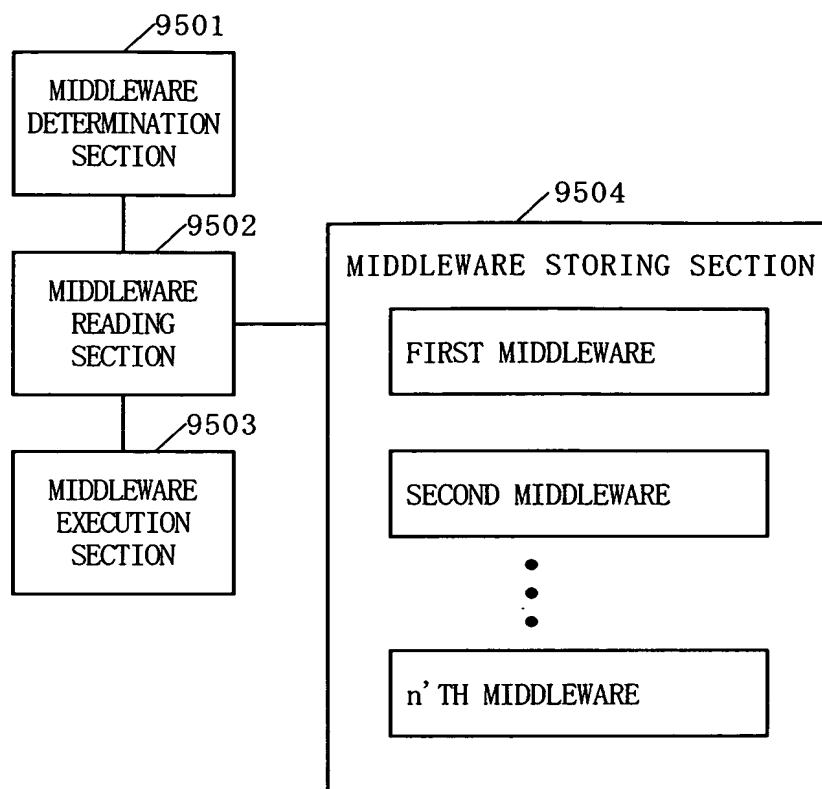 9501
MIDDLEWARE
DETERMINATION
SECTION
9502
MIDDLEWARE
READING
SECTION
9503
MIDDLEWARE
EXECUTION
SECTION
9504
MIDDLEWARE STORING SECTION
FIRST MIDDLEWARE
SECOND MIDDLEWARE
n'TH MIDDLEWARE